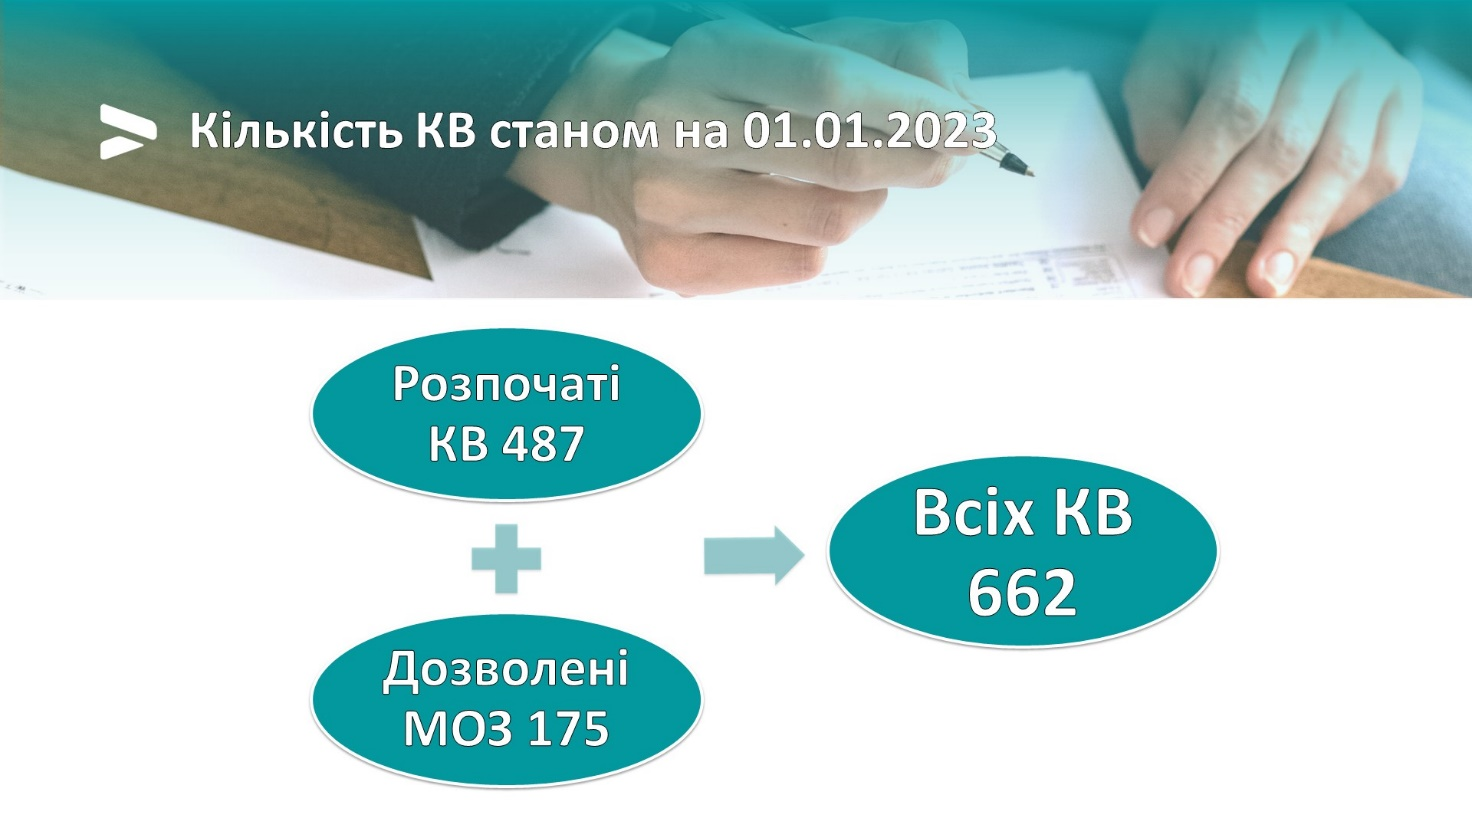 Кількість КВ станом на 01.01.2023
Розпочаті
КВ 487
Дозволені
МОЗ 175
Всіх КВ
662